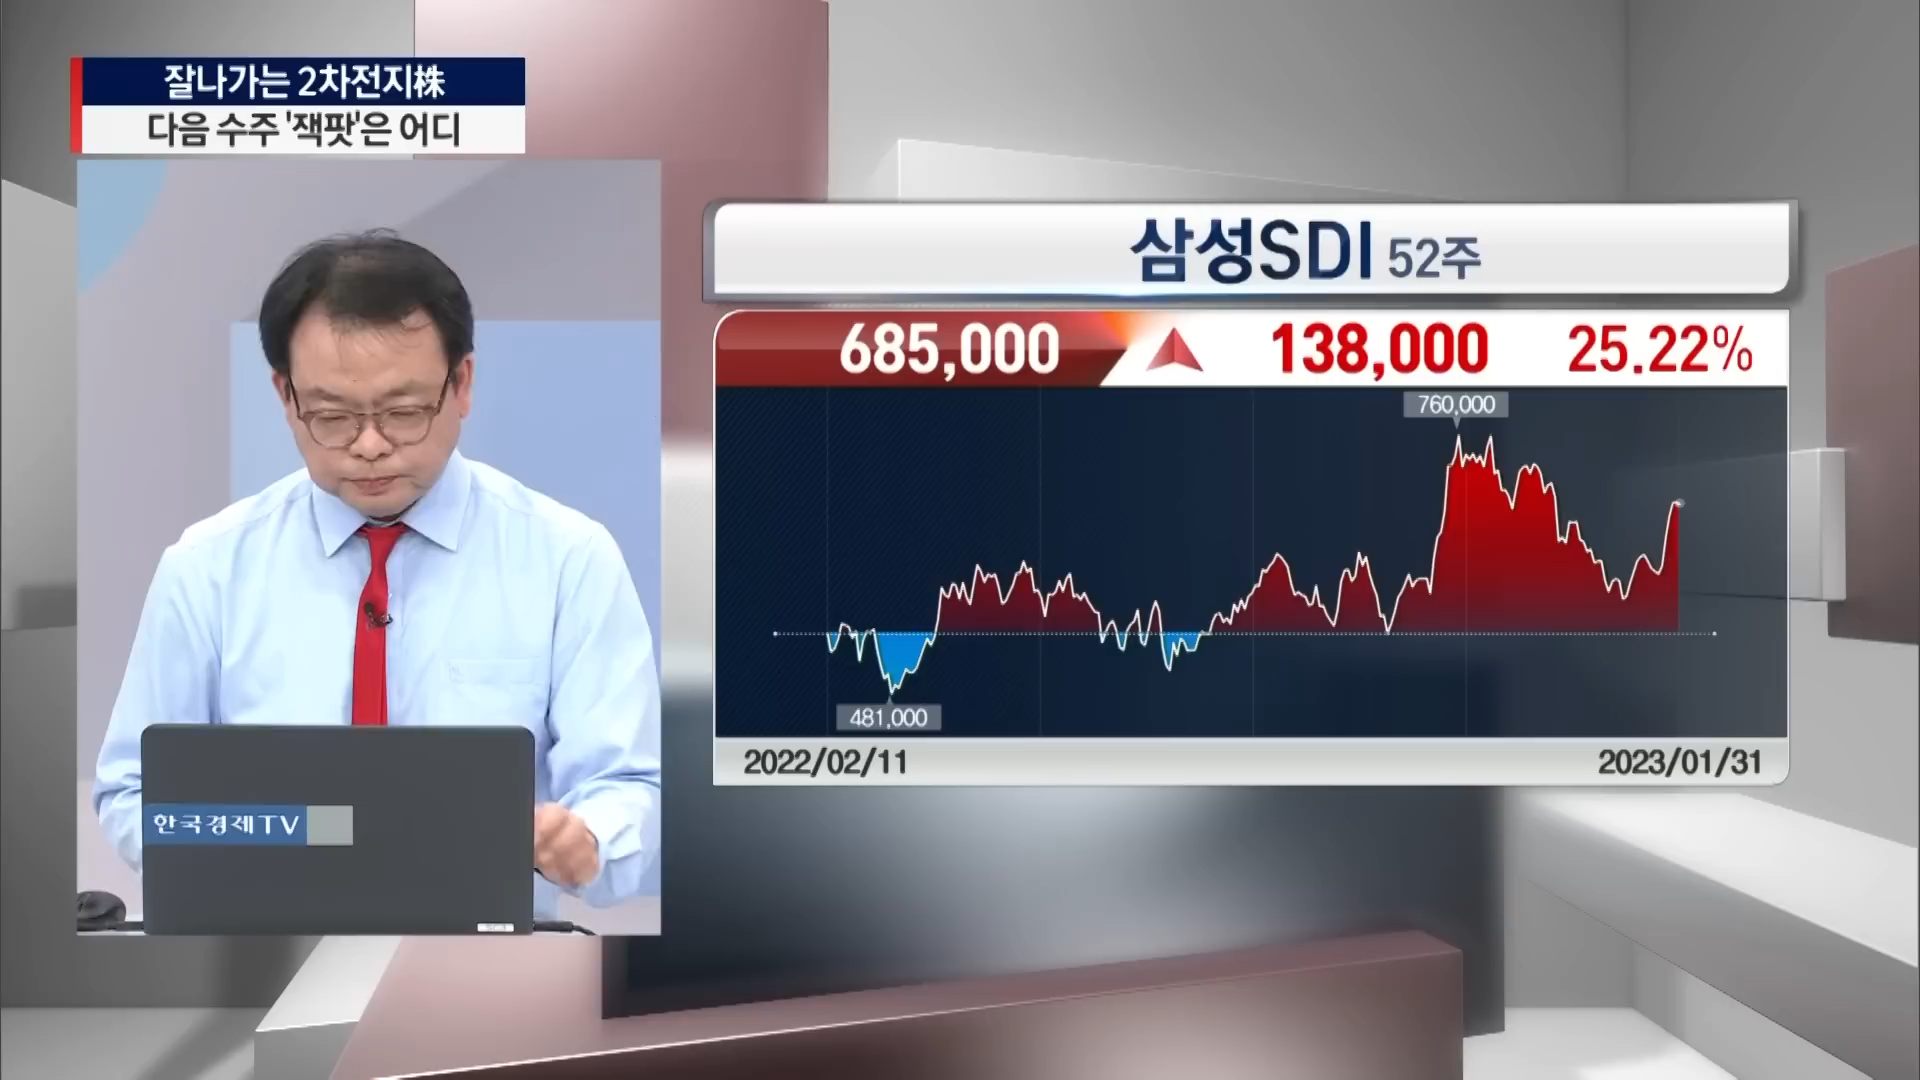 잘나가는 2차전지株
다음 수주 '잭팟'은 어디
삼성SDI 52주
685,000 138,000 25.22%
760,000
481,000
2022/02/11 2023/01/31
한국경제TV